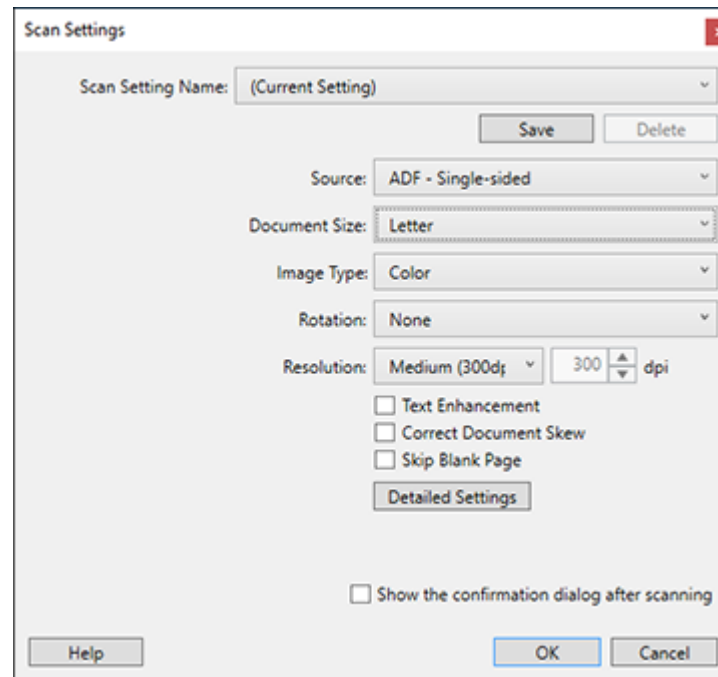 Scan Settings
Scan Setting Name: (Current Setting)
Save Delete
Source: ADF - Single-sided
Document Size: Letter
Image Type: Color
Rotation: None
Resolution: Medium (300dp 300 dpi
Text Enhancement
Correct Document Skew
Skip Blank Page
Detailed Settings
Show the confirmation dialog after scanning
Help OK Cancel